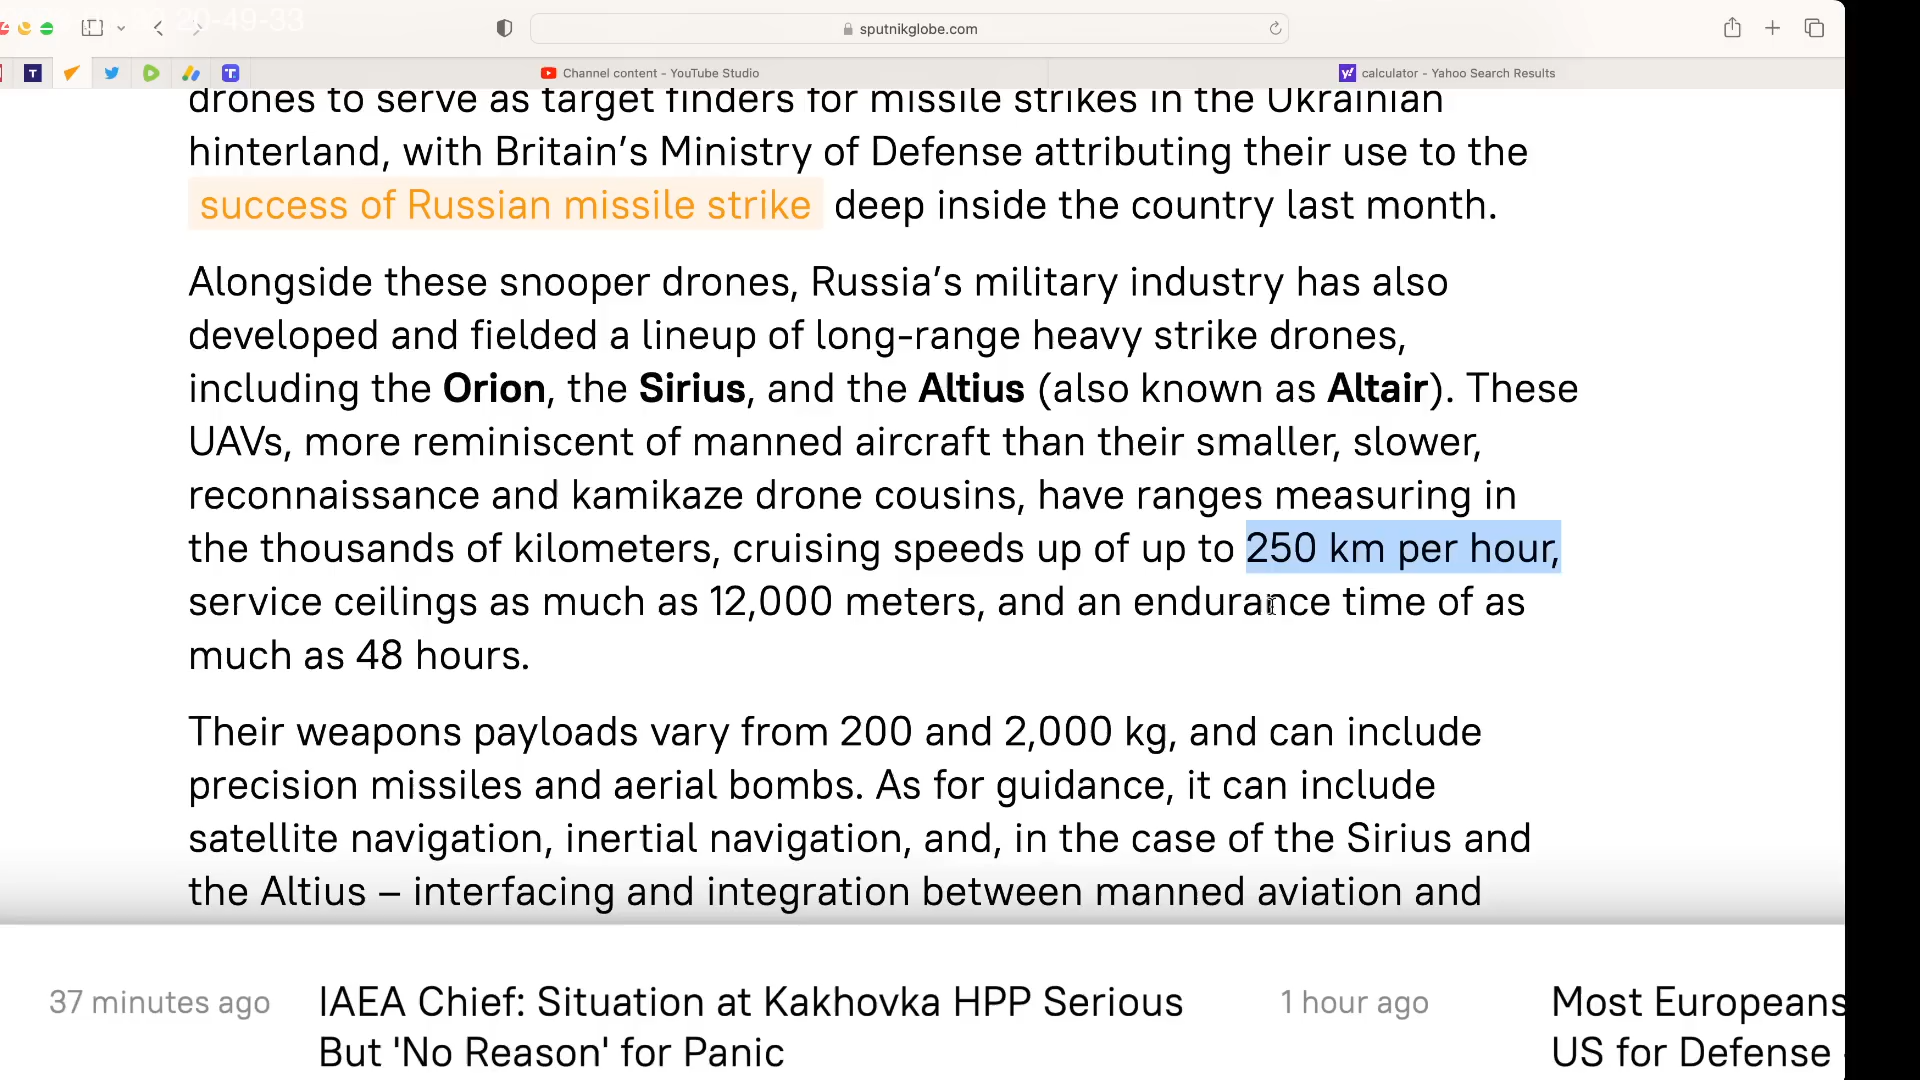 20-49-33
sputnikglobe.com
Channel content - YouTube Studio
calculator - Yahoo Search Results
drones to serve as target finders for missile strikes in the Ukrainian
hinterland, with Britain’s Ministry of Defense attributing their use to the
success of Russian missile strike deep inside the country last month.
Alongside these snooper drones, Russia’s military industry has also
developed and fielded a lineup of long-range heavy strike drones,
including the Orion, the Sirius, and the Altius (also known as Altair). These
UAVs, more reminiscent of manned aircraft than their smaller, slower,
reconnaissance and kamikaze drone cousins, have ranges measuring in
the thousands of kilometers, cruising speeds up of up to 250 km per hour,
service ceilings as much as 12,000 meters, and an endurance time of as
much as 48 hours.
Their weapons payloads vary from 200 and 2,000 kg, and can include
precision missiles and aerial bombs. As for guidance, it can include
satellite navigation, inertial navigation, and, in the case of the Sirius and
the Altius – interfacing and integration between manned aviation and
37 minutes ago
IAEA Chief: Situation at Kakhovka HPP Serious
But 'No Reason' for Panic
1 hour ago
Most Europeans
US for Defense